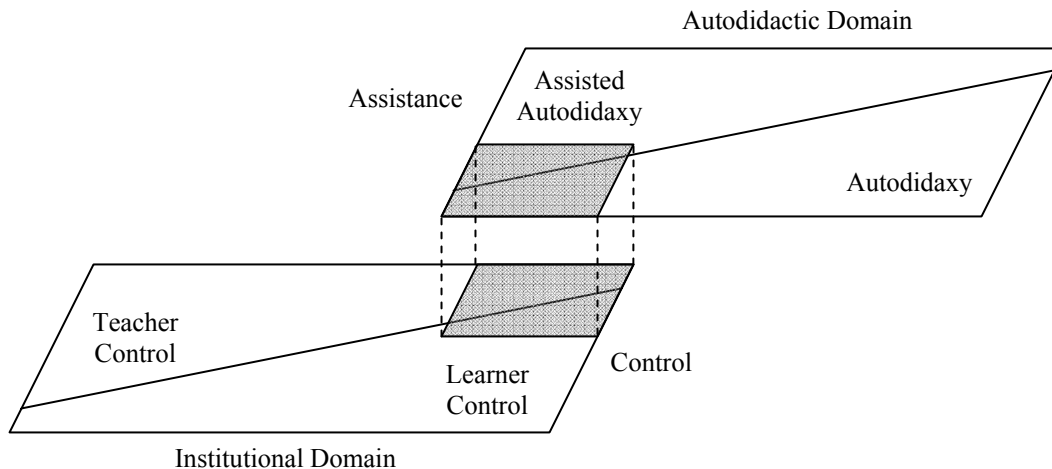 Autodidactic Domain
Assistance
Assisted
Autodidaxy
Autodidaxy
Teacher
Control
Learner
Control
Control
Institutional Domain